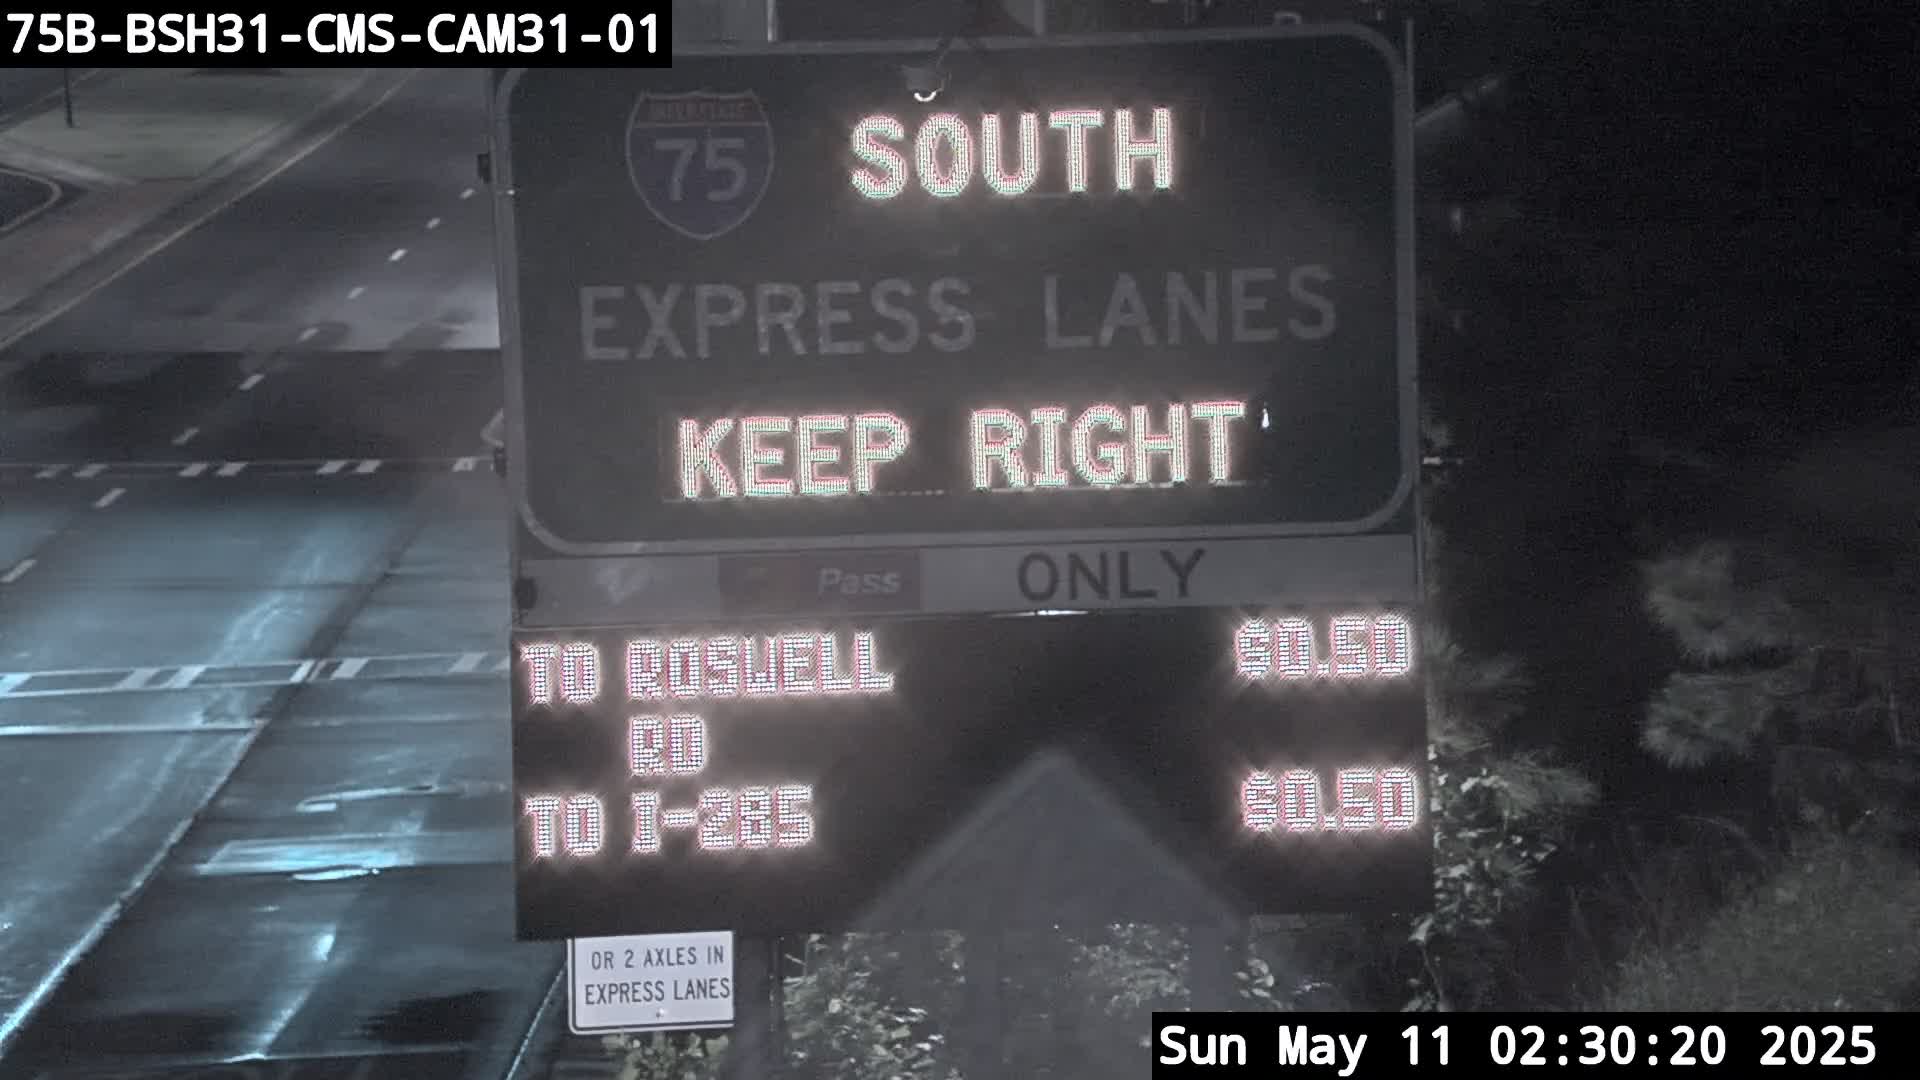 75B-BSH31-CMS-CAM31-01
INTERSTATE
75
SOUTH
EXPRESS LANES
KEEP RIGHT
Pass ONLY
TO ROSWELL $0.50
RD
TO I-285 $0.50
OR 2 AXLES IN
EXPRESS LANES
Sun May 11 02:30:20 2025